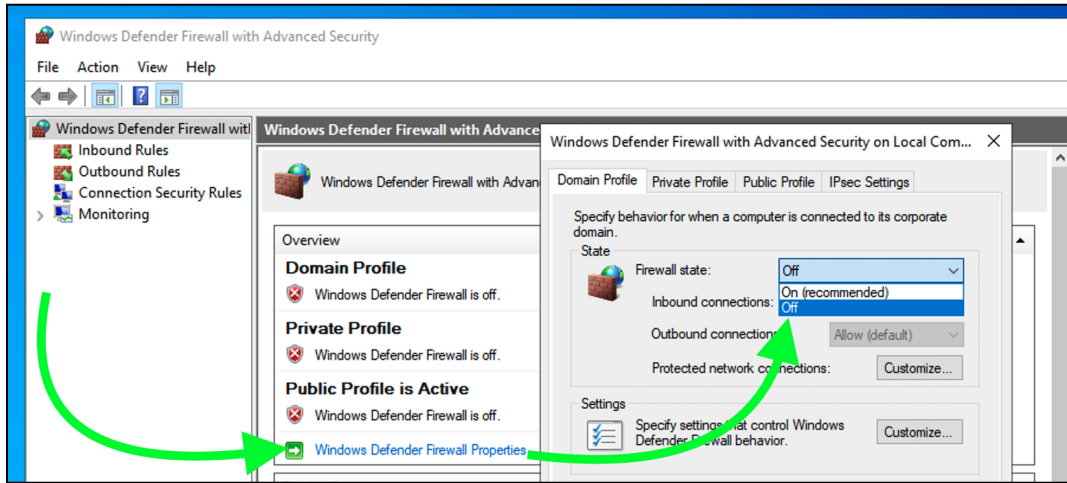 Windows Defender Firewall with Advanced Security
File Action View Help
Windows Defender Firewall witl
Inbound Rules
Outbound Rules
Connection Security Rules
Monitoring
Windows Defender Firewall with Advance
Windows Defender Firewall with Advan
Overview
Domain Profile
Windows Defender Firewall is off.
Private Profile
Windows Defender Firewall is off.
Public Profile is Active
Windows Defender Firewall is off.
Windows Defender Firewall Properties
Windows Defender Firewall with Advanced Security on Local Com...
Domain Profile Private Profile Public Profile IPsec Settings
Specify behavior for when a computer is connected to its corporate
domain.
State
Firewall state: Off
On (recommended)
Inbound connections: Off
Outbound connections Allow (default)
Protected network connections: Customize...
Settings
Specify settings that control Windows
Defender Firewall behavior. Customize...